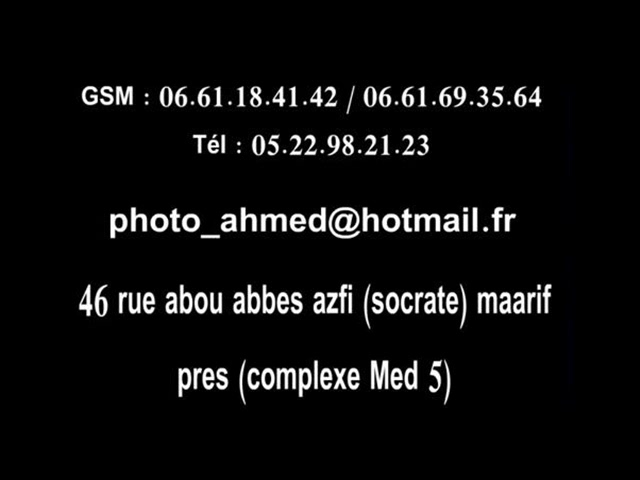 GSM : 06.61.18.41.42 / 06.61.69.35.64
Tél : 05.22.98.21.23
photo_ahmed@hotmail.fr
46 rue abou abbes azfi (socrate) maarif
pres (complexe Med 5)